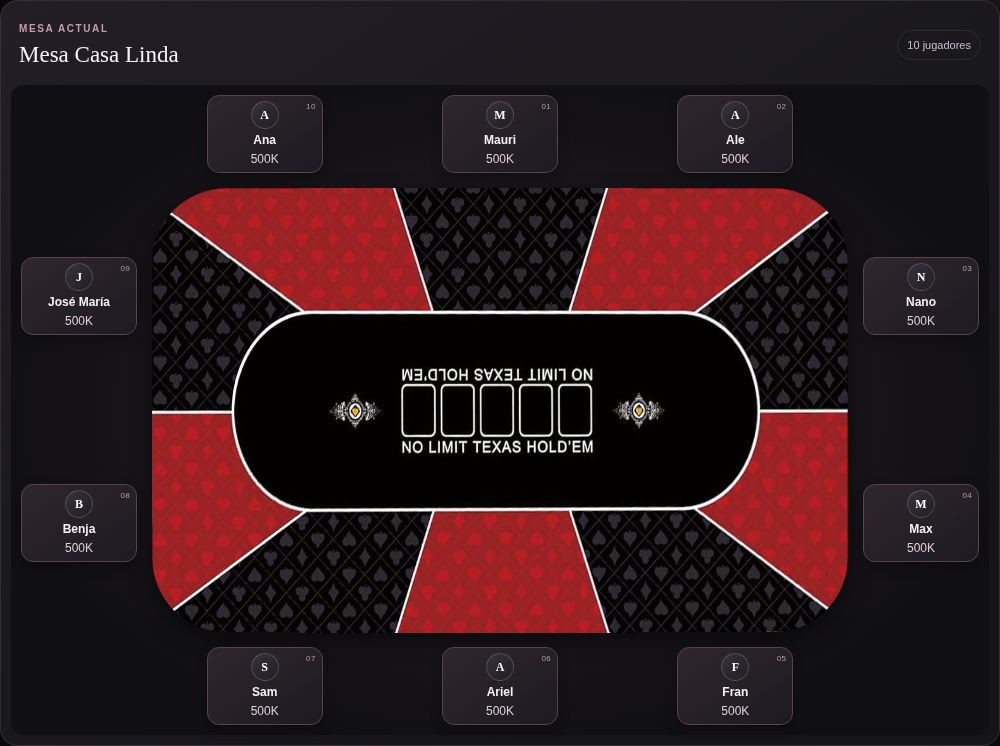 MESA ACTUAL
Mesa Casa Linda
10 jugadores
10
A
Ana
500K
01
M
Mauri
500K
02
A
Ale
500K
09
J
José María
500K
03
N
Nano
500K
NO LIMIT TEXAS HOLD'EM
NO LIMIT TEXAS HOLD'EM
08
B
Benja
500K
04
M
Max
500K
07
S
Sam
500K
06
A
Ariel
500K
05
F
Fran
500K